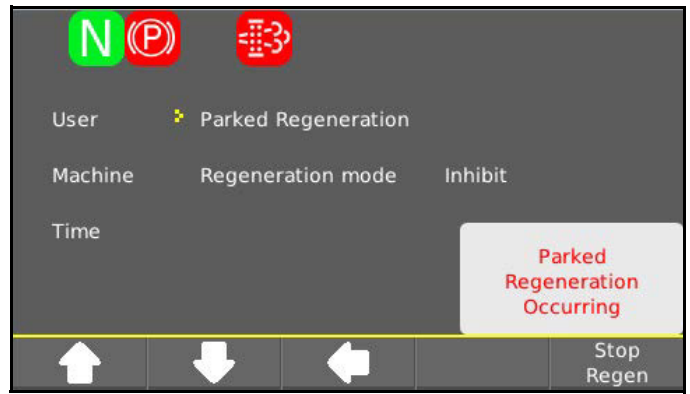 N (P)
User Parked Regeneration
Machine Regeneration mode Inhibit
Time
Parked
Regeneration
Occurring
Stop
Regen